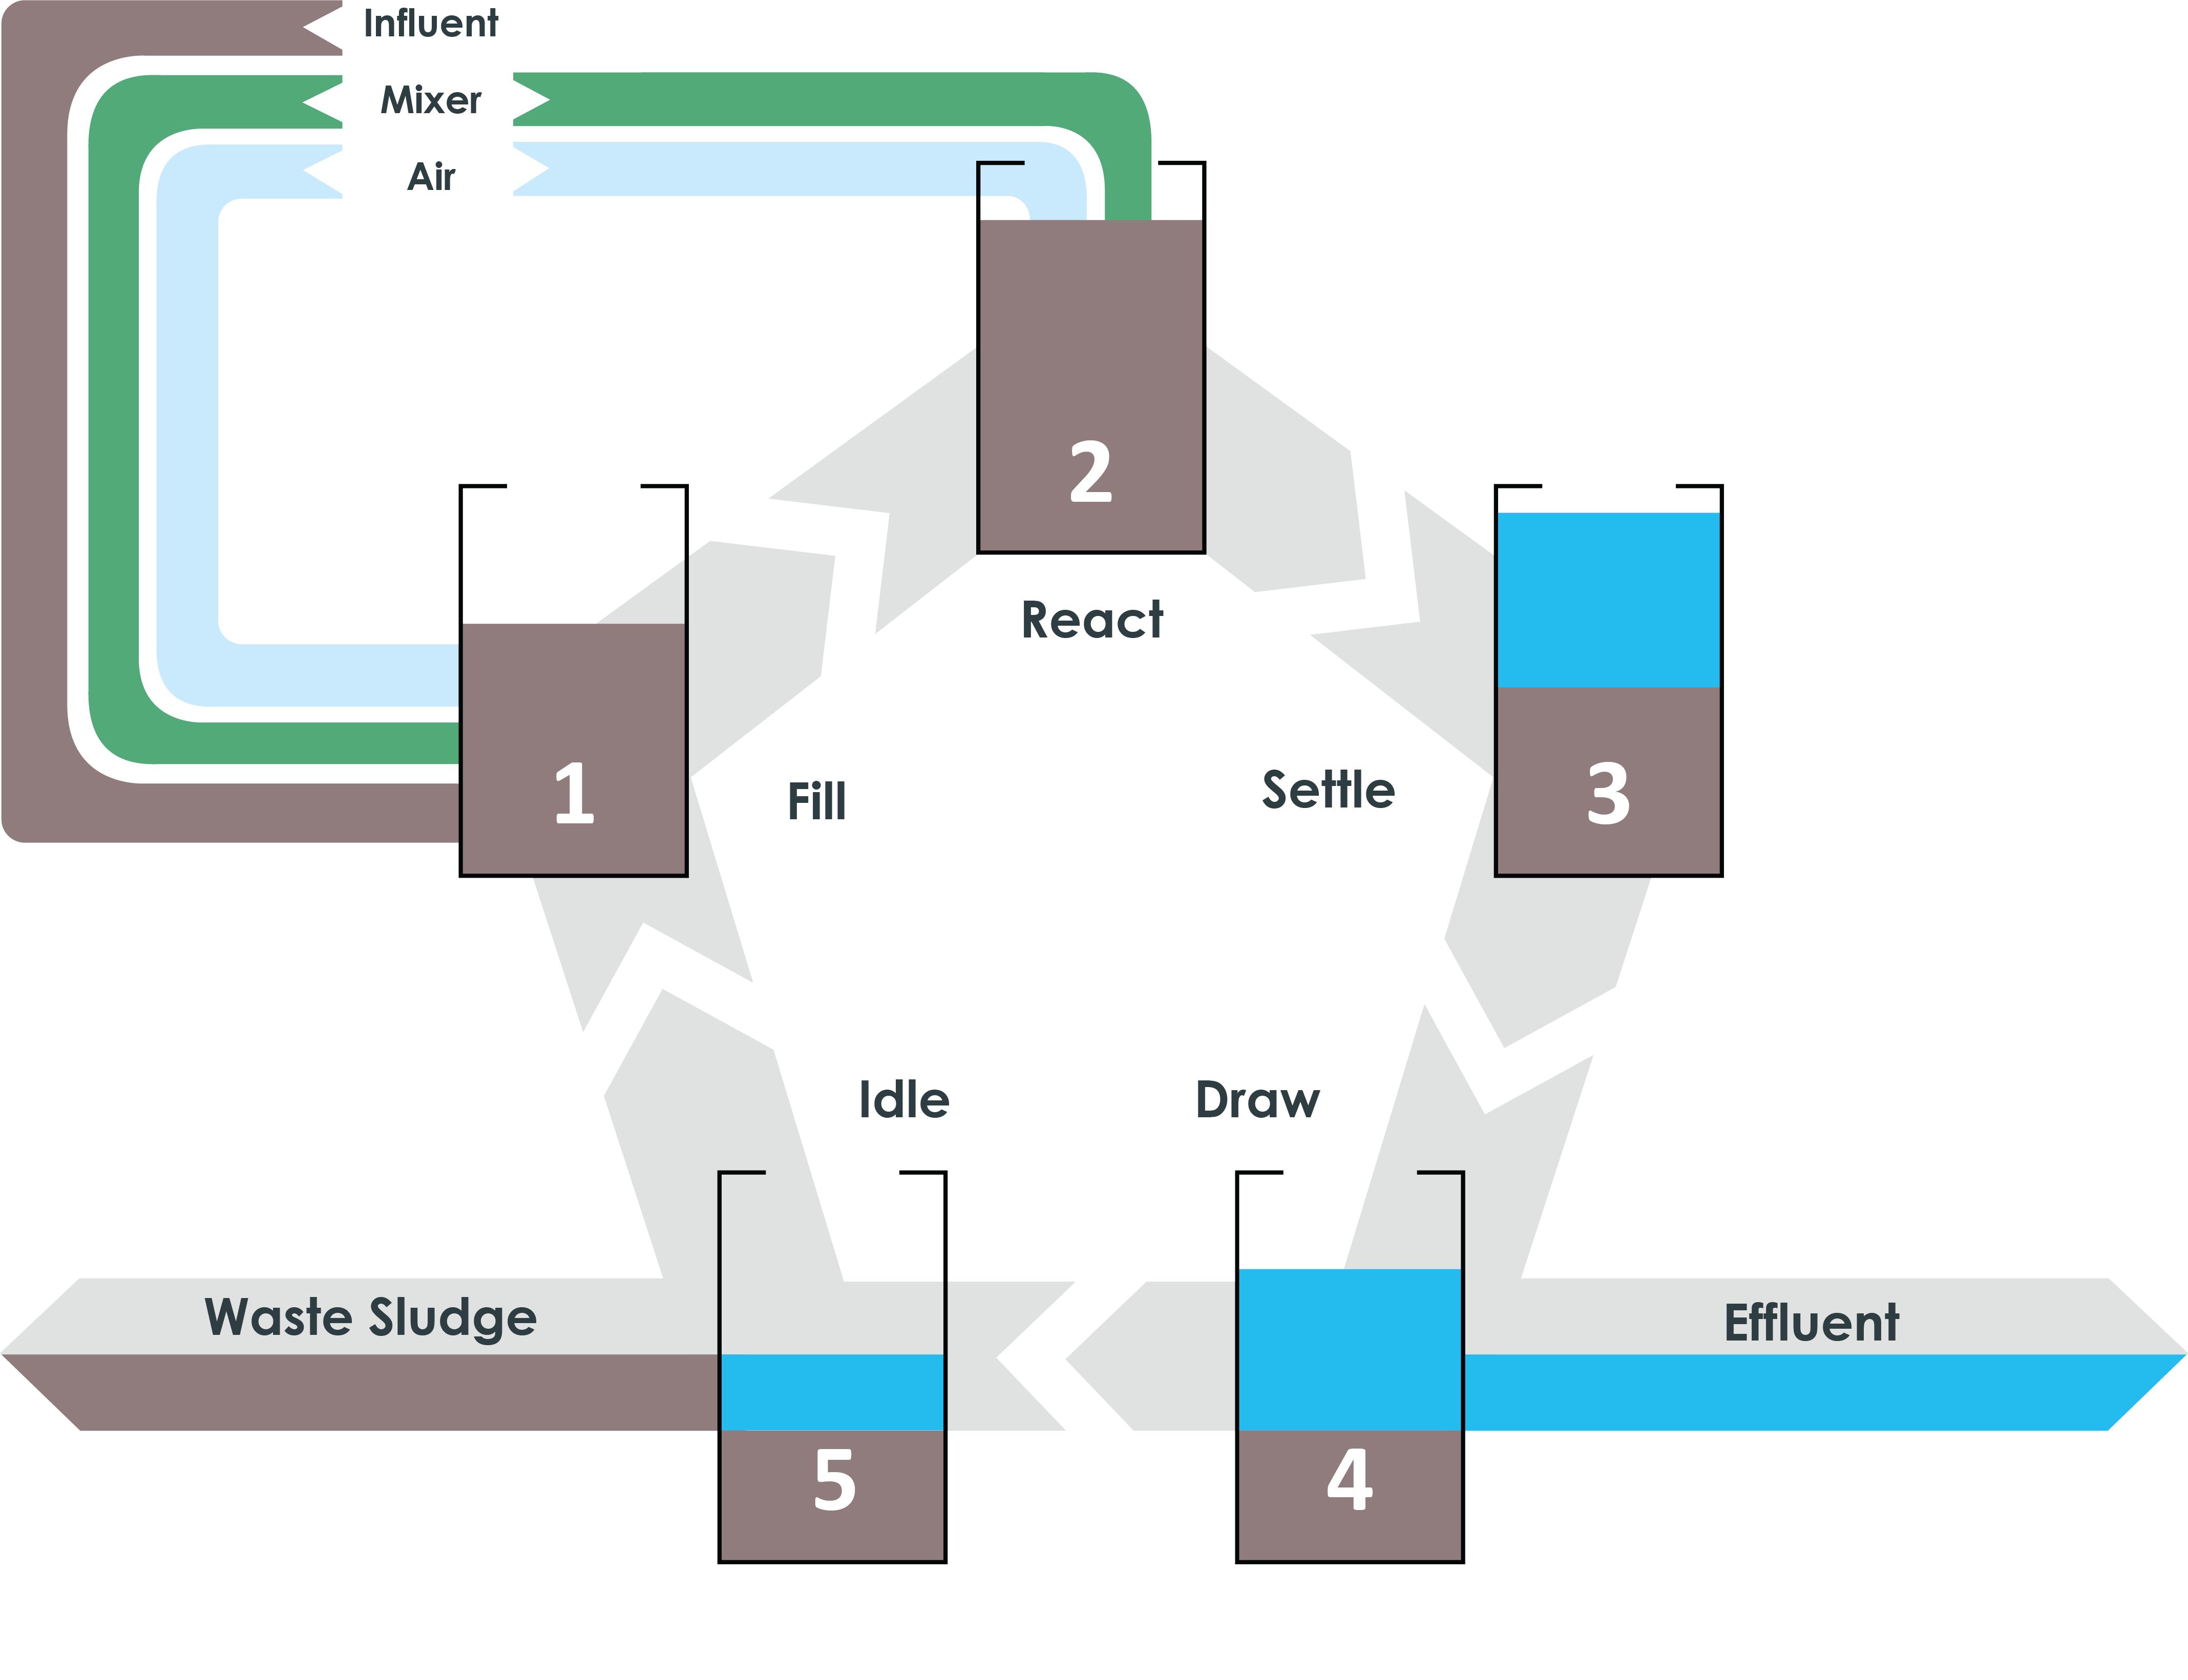 Influent
Mixer
Air
2
React
1
Fill
Settle
3
Idle
Draw
Waste Sludge
Effluent
5
4